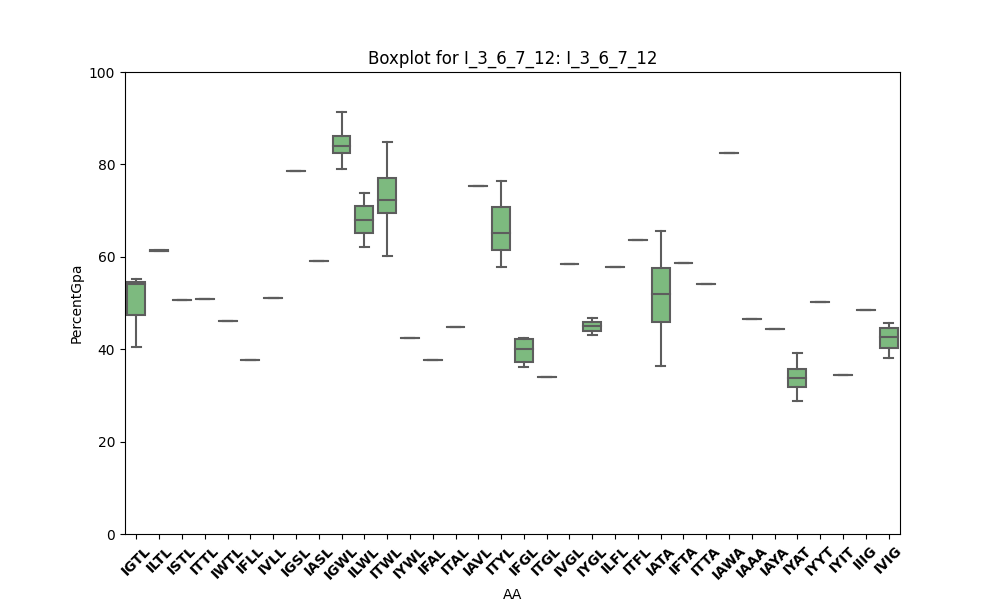 Boxplot for I_3_6_7_12: I_3_6_7_12
PercentGpa
100
80
60
40
20
0
IGTL ILTL ISTL ITTL IWTL IFLL IVLL IGSL IASL IGWL ILWL ITWL IYWL IFAL ITAL IAVL ITYL IFGL ITGL IVGL IYGL ILFL ITFL IATA IFTA ITTA IAWA IAAA IAYA IYAT IYYT IYIT IIIG IVIG
AA